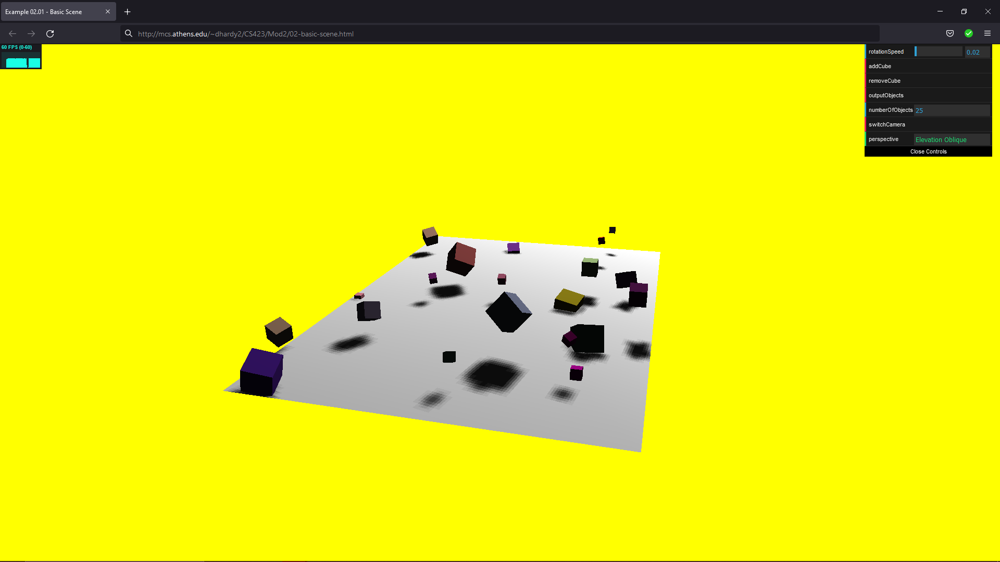 Example 02.01 - Basic Scene
http://mcs.athens.edu/~dhardy2/CS423/Mod2/02-basic-scene.html
60 FPS (0-60)
rotationSpeed 0.02
addCube
removeCube
outputObjects
numberOfObjects 25
switchCamera
perspective Elevation Oblique
Close Controls